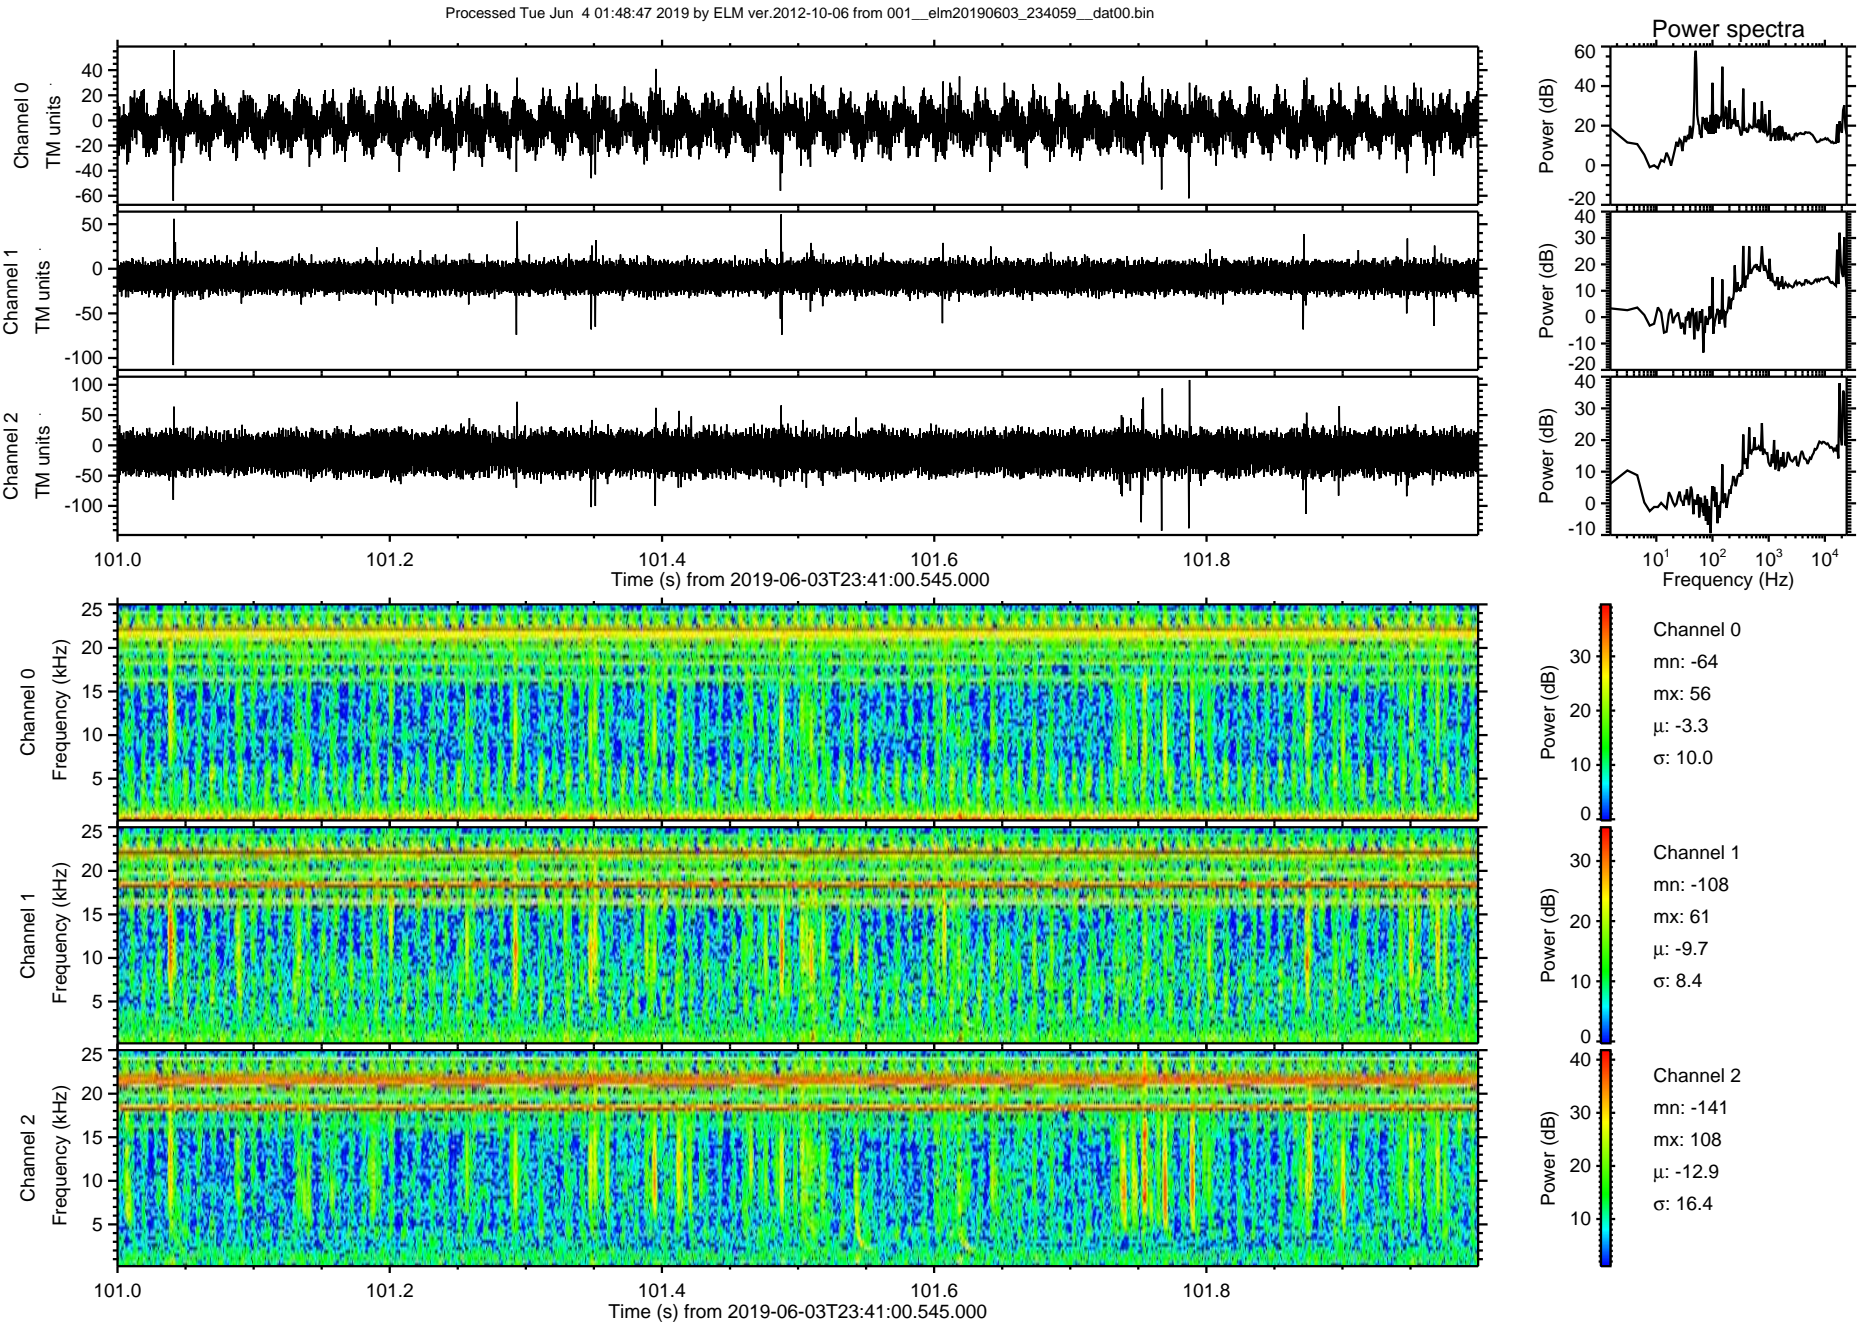 Processed Tue Jun  4 01:48:47 2019 by ELM ver.2012-10-06 from 001__elm20190603_234059__dat00.bin
Power spectra
Channel 0
TM units
40
20
0
-20
-40
-60
Power (dB)
60
40
20
0
-20
Channel 1
TM units
50
0
-50
-100
Power (dB)
40
30
20
10
0
-10
-20
Channel 2
TM units
100
50
0
-50
-100
Power (dB)
40
30
20
10
0
-10
101.0 101.2 101.4 101.6 101.8
Time (s) from 2019-06-03T23:41:00.545.000
10^1 10^2 10^3 10^4
Frequency (Hz)
Channel 0
Frequency (kHz)
25
20
15
10
5
Power (dB)
30
20
10
0
Channel 0
mn: -64
mx: 56
μ: -3.3
σ: 10.0
Channel 1
Frequency (kHz)
25
20
15
10
5
Power (dB)
30
20
10
0
Channel 1
mn: -108
mx: 61
μ: -9.7
σ: 8.4
Channel 2
Frequency (kHz)
25
20
15
10
5
Power (dB)
40
30
20
10
Channel 2
mn: -141
mx: 108
μ: -12.9
σ: 16.4
101.0 101.2 101.4 101.6 101.8
Time (s) from 2019-06-03T23:41:00.545.000